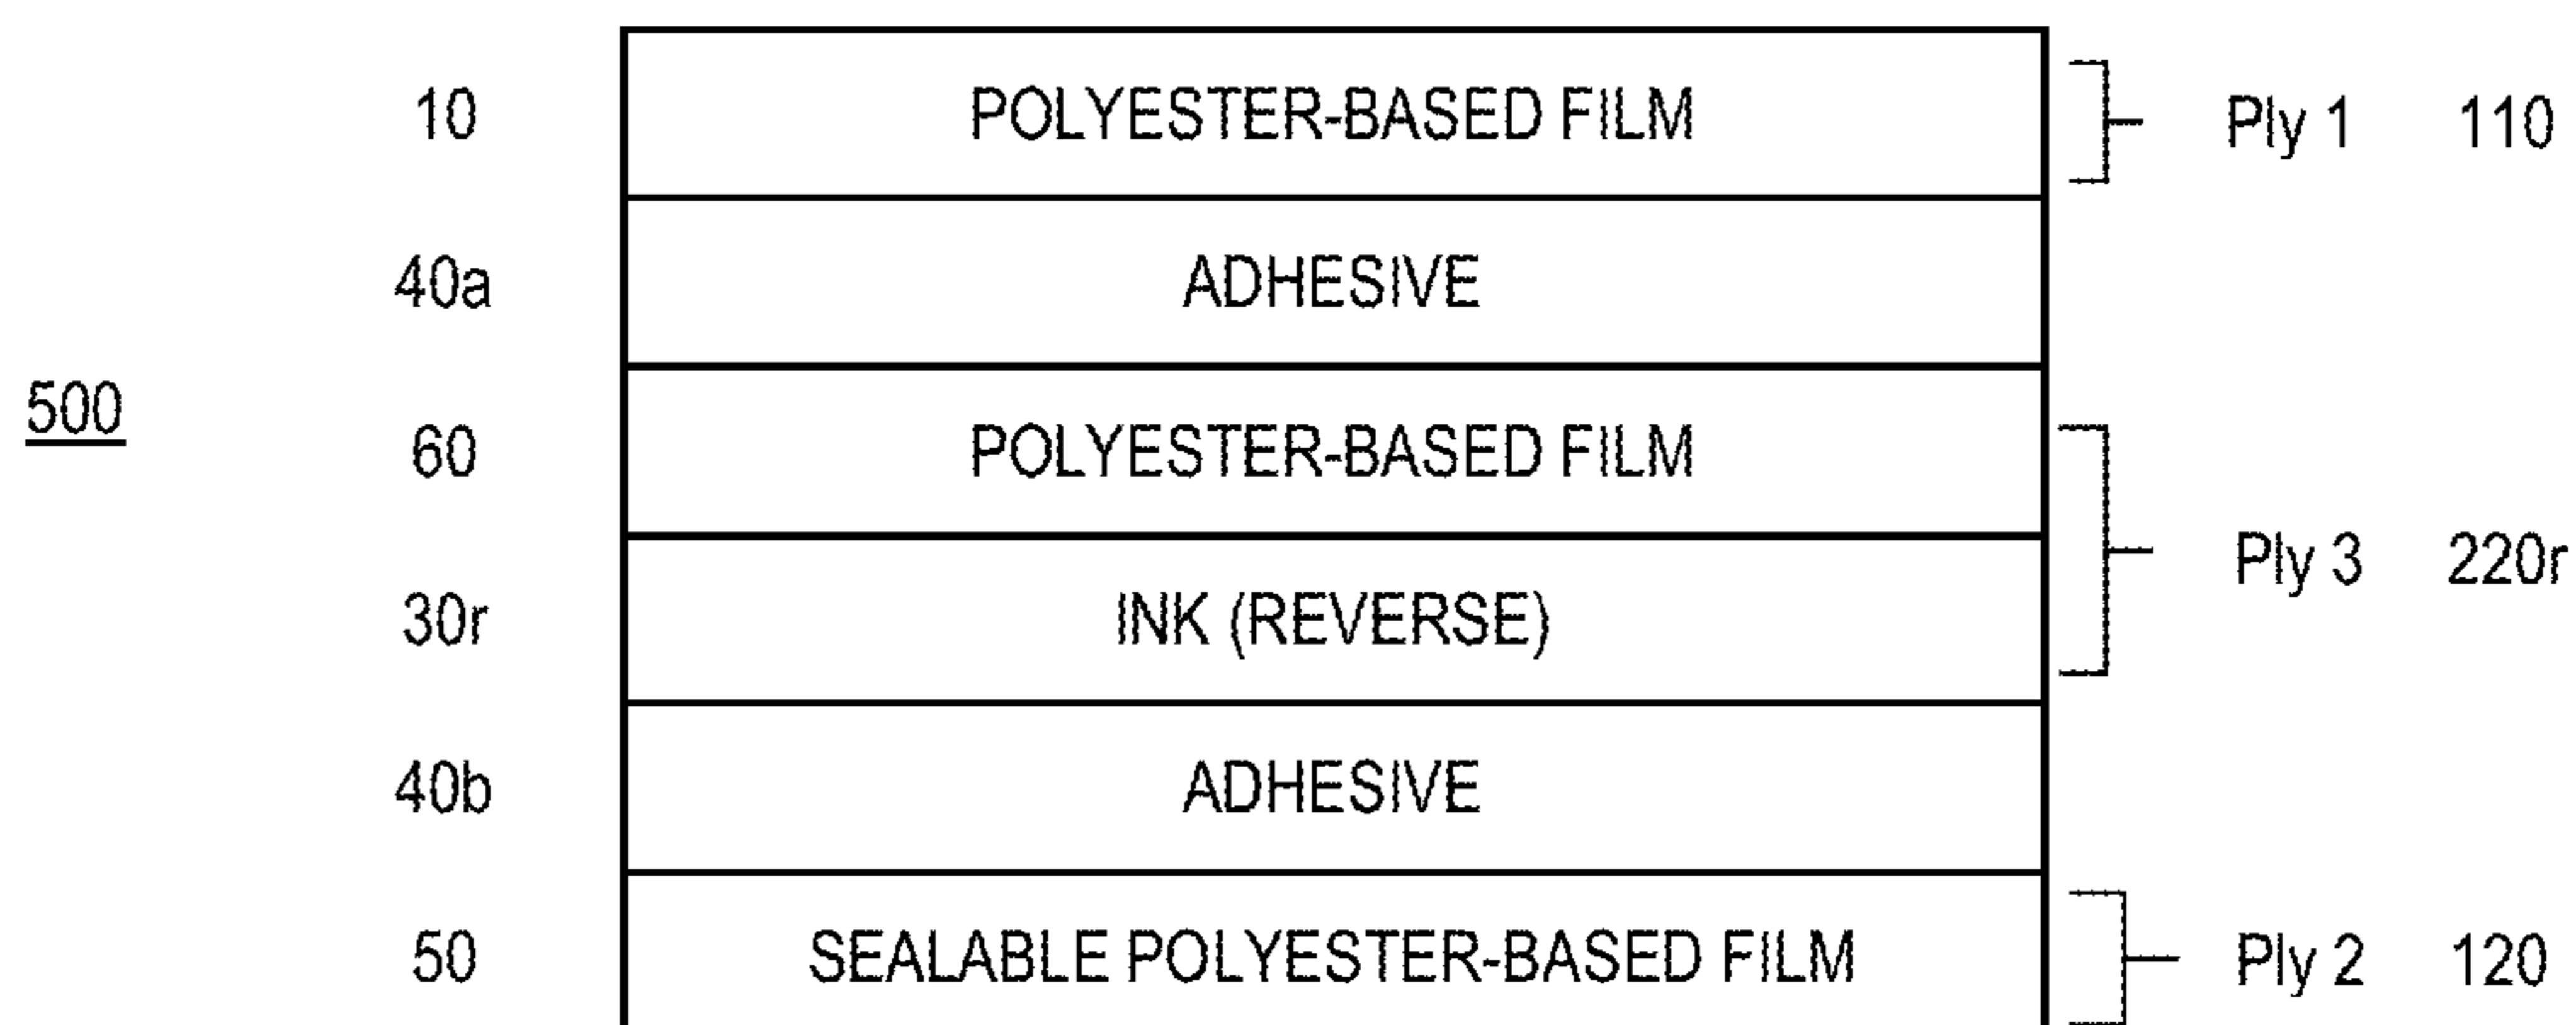 10 POLYESTER-BASED FILM Ply 1 110
40a ADHESIVE
500
60 POLYESTER-BASED FILM
Ply 3 220r
30r INK (REVERSE)
40b ADHESIVE
50 SEALABLE POLYESTER-BASED FILM Ply 2 120